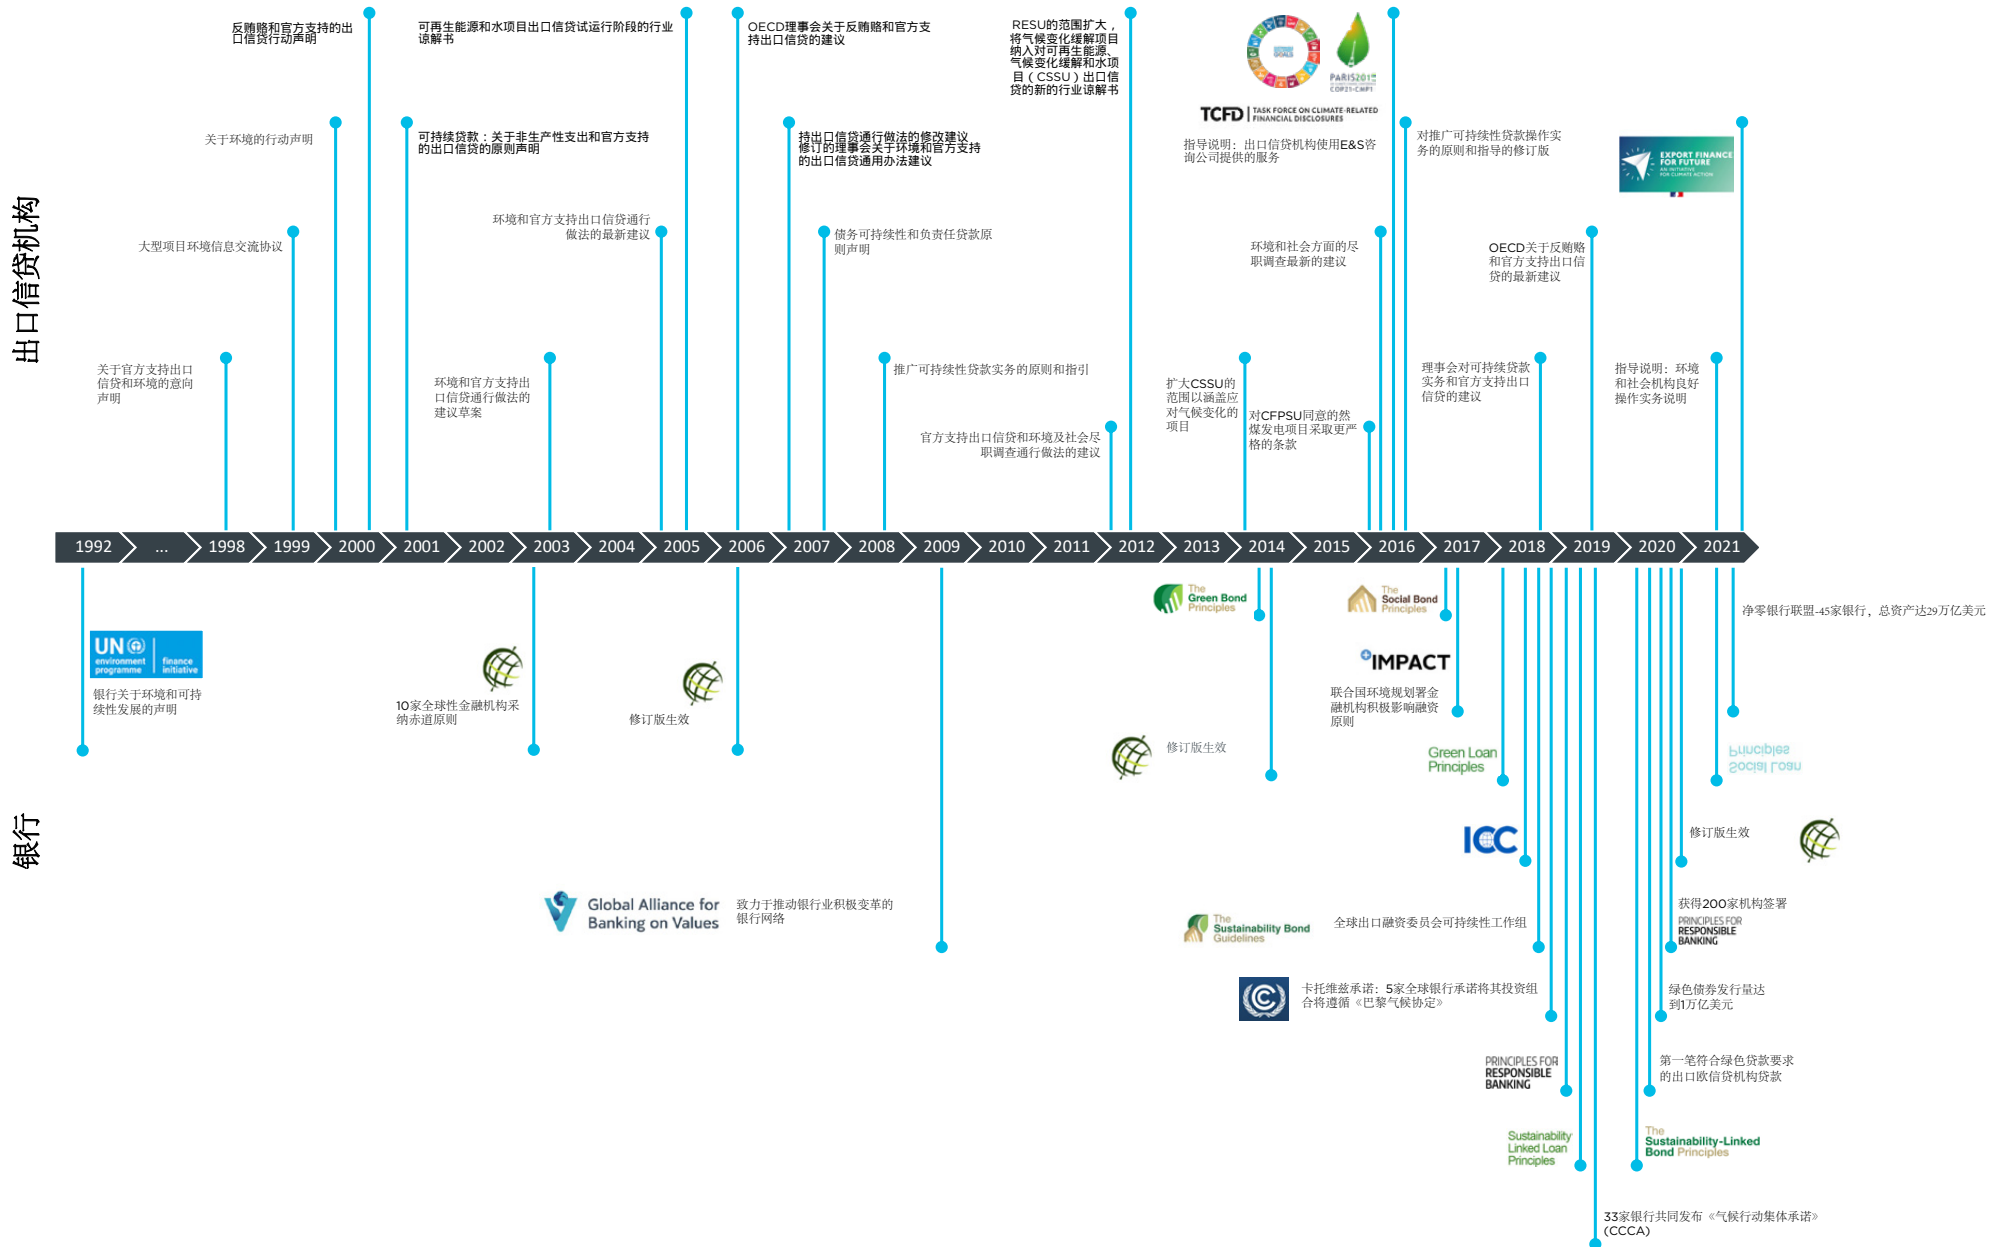 反贿赂和官方支持的出
口信贷行动声明
可再生能源和水项目出口信贷试运行阶段的行业
谅解书
OECD理事会关于反贿赂和官方支
持出口信贷的建议
RESU的范围扩大，
将气候变化缓解项目
纳入对可再生能源、
气候变化缓解和水项
目（CSSU）出口信
贷的新的行业谅解书
PARIS2015
COP21·CMP11
TCFD | TASK FORCE ON CLIMATE-RELATED
FINANCIAL DISCLOSURES
关于环境的行动声明
可持续贷款：关于非生产性支出和官方支持
的出口信贷的原则声明
持出口信贷通行做法的修改建议
修订的理事会关于环境和官方支持
的出口信贷通用办法建议
指导说明：出口信贷机构使用E&S咨
询公司提供的服务
对推广可持续性贷款操作实
务的原则和指导的修订版
EXPORT FINANCE
FOR FUTURE
AN INITIATIVE
FOR CLIMATE ACTION
出口信贷机构
大型项目环境信息交流协议
环境和官方支持出口信贷通行
做法的最新建议
债务可持续性和负责任贷款原
则声明
环境和社会方面的尽
职调查最新的建议
OECD关于反贿赂
和官方支持出口信
贷的最新建议
关于官方支持出口
信贷和环境的意向
声明
环境和官方支持出
口信贷通行做法的
建议草案
推广可持续性贷款实务的原则和指引
官方支持出口信贷和环境及社会尽
职调查通行做法的建议
扩大CSSU的
范围以涵盖应
对气候变化的
项目
对CFPSU同意的然
煤发电项目采取更严
格的条款
理事会对可持续贷款
实务和官方支持出口
信贷的建议
指导说明：环境
和社会机构良好
操作实务说明
1992 ... 1998 1999 2000 2001 2002 2003 2004 2005 2006 2007 2008 2009 2010 2011 2012 2013 2014 2015 2016 2017 2018 2019 2020 2021
银行
UN
environment
programme
finance
initiative
银行关于环境和可持
续性发展的声明
10家全球性金融机构采
纳赤道原则
修订版生效
Global Alliance for
Banking on Values
致力于推动银行业积极变革的
银行网络
The
Green Bond
Principles
修订版生效
The
Social Bond
Principles
IMPACT
联合国环境规划署金
融机构积极影响融资
原则
Green Loan
Principles
ICC
The
Sustainability Bond
Guidelines
全球出口融资委员会可持续性工作组
卡托维兹承诺：5家全球银行承诺将其投资组
合将遵循《巴黎气候协定》
PRINCIPLES FOR
RESPONSIBLE
BANKING
Sustainability
Linked Loan
Principles
33家银行共同发布《气候行动集体承诺》
(CCCA)
The
Sustainability-Linked
Bond Principles
第一笔符合绿色贷款要求
的出口欧信贷机构贷款
绿色债券发行量达
到1万亿美元
获得200家机构签署
PRINCIPLES FOR
RESPONSIBLE
BANKING
修订版生效
Social Loan
Principles
净零银行联盟-45家银行，总资产达29万亿美元